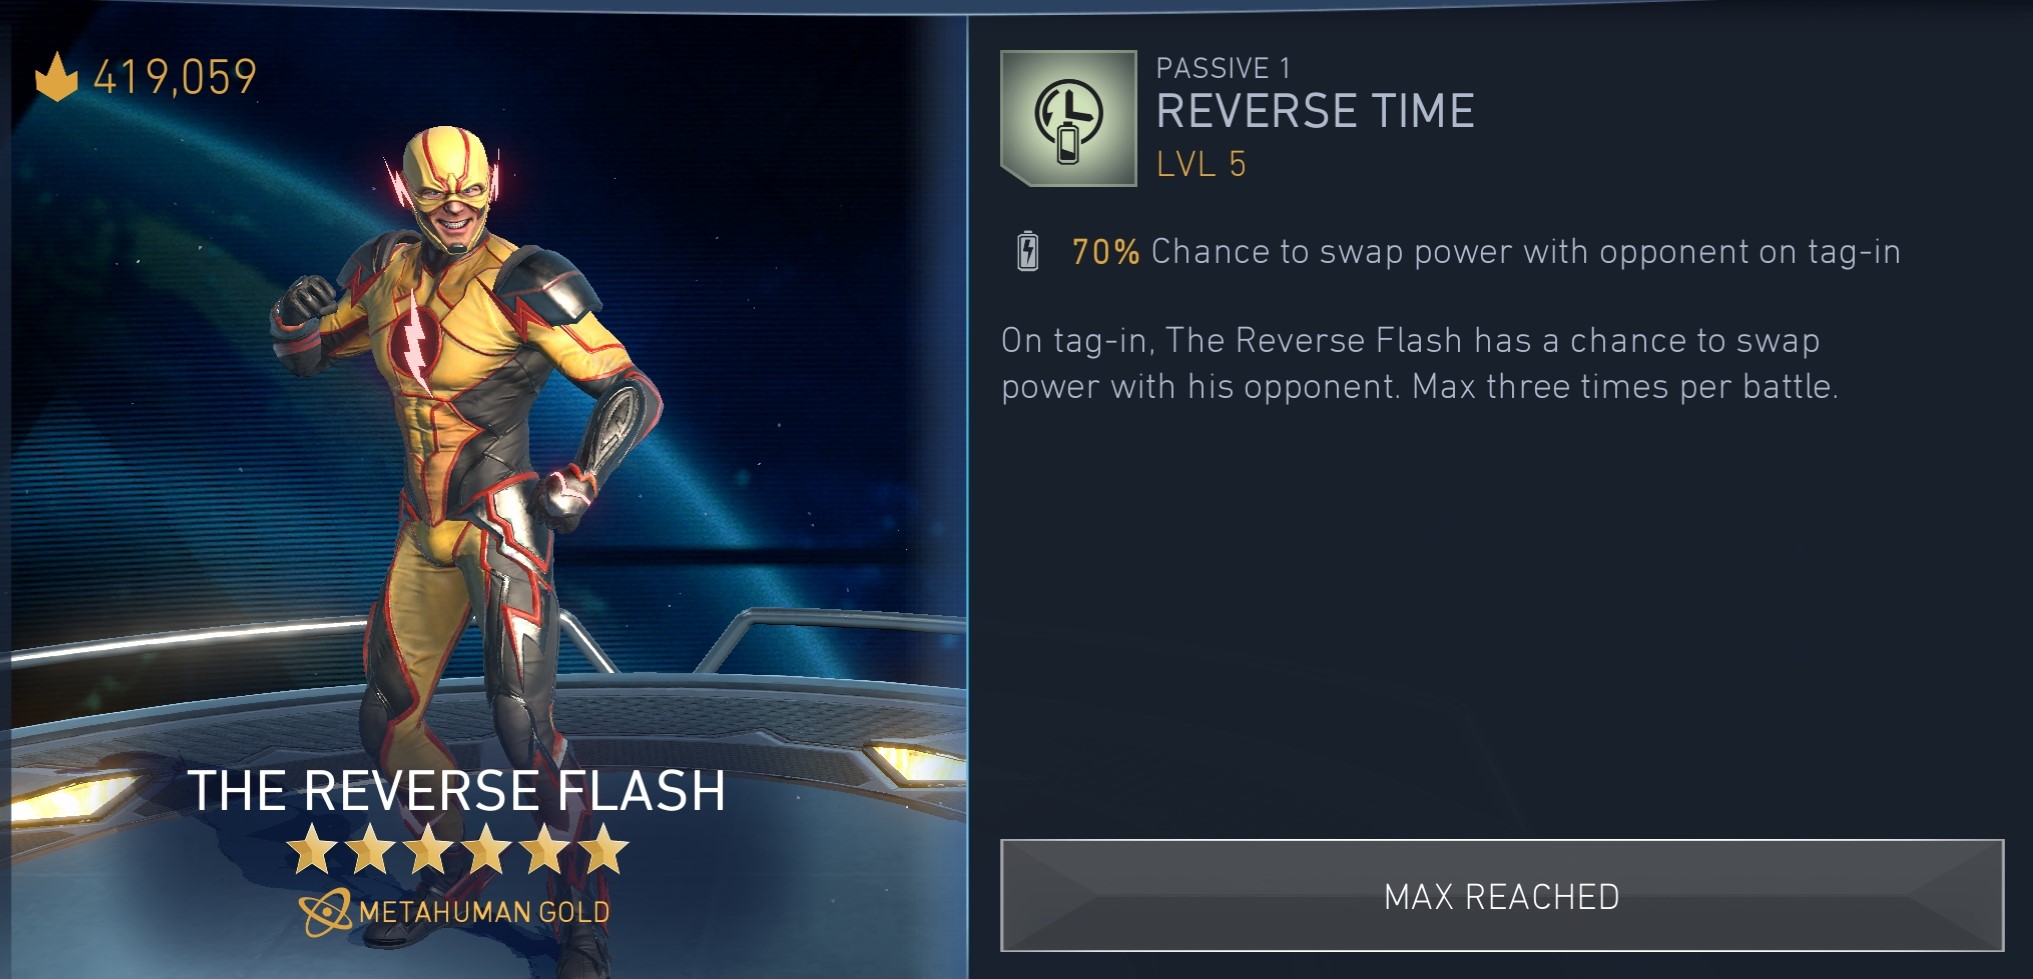 419,059
THE REVERSE FLASH
METAHUMAN GOLD
PASSIVE 1
REVERSE TIME
LVL 5
70% Chance to swap power with opponent on tag-in
On tag-in, The Reverse Flash has a chance to swap
power with his opponent. Max three times per battle.
MAX REACHED